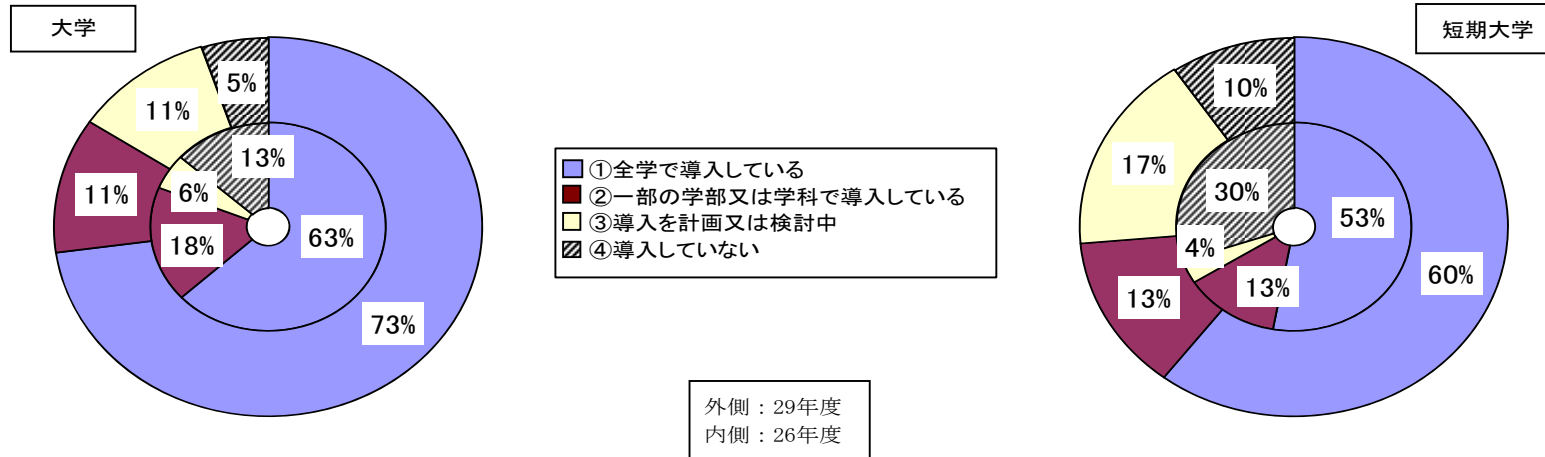 大学
5%
11%
13%
11%
6%
18%
63%
73%
①全学で導入している
②一部の学部又は学科で導入している
③導入を計画又は検討中
④導入していない
外側：29年度
内側：26年度
短期大学
10%
17%
30%
53%
4%
13%
13%
60%